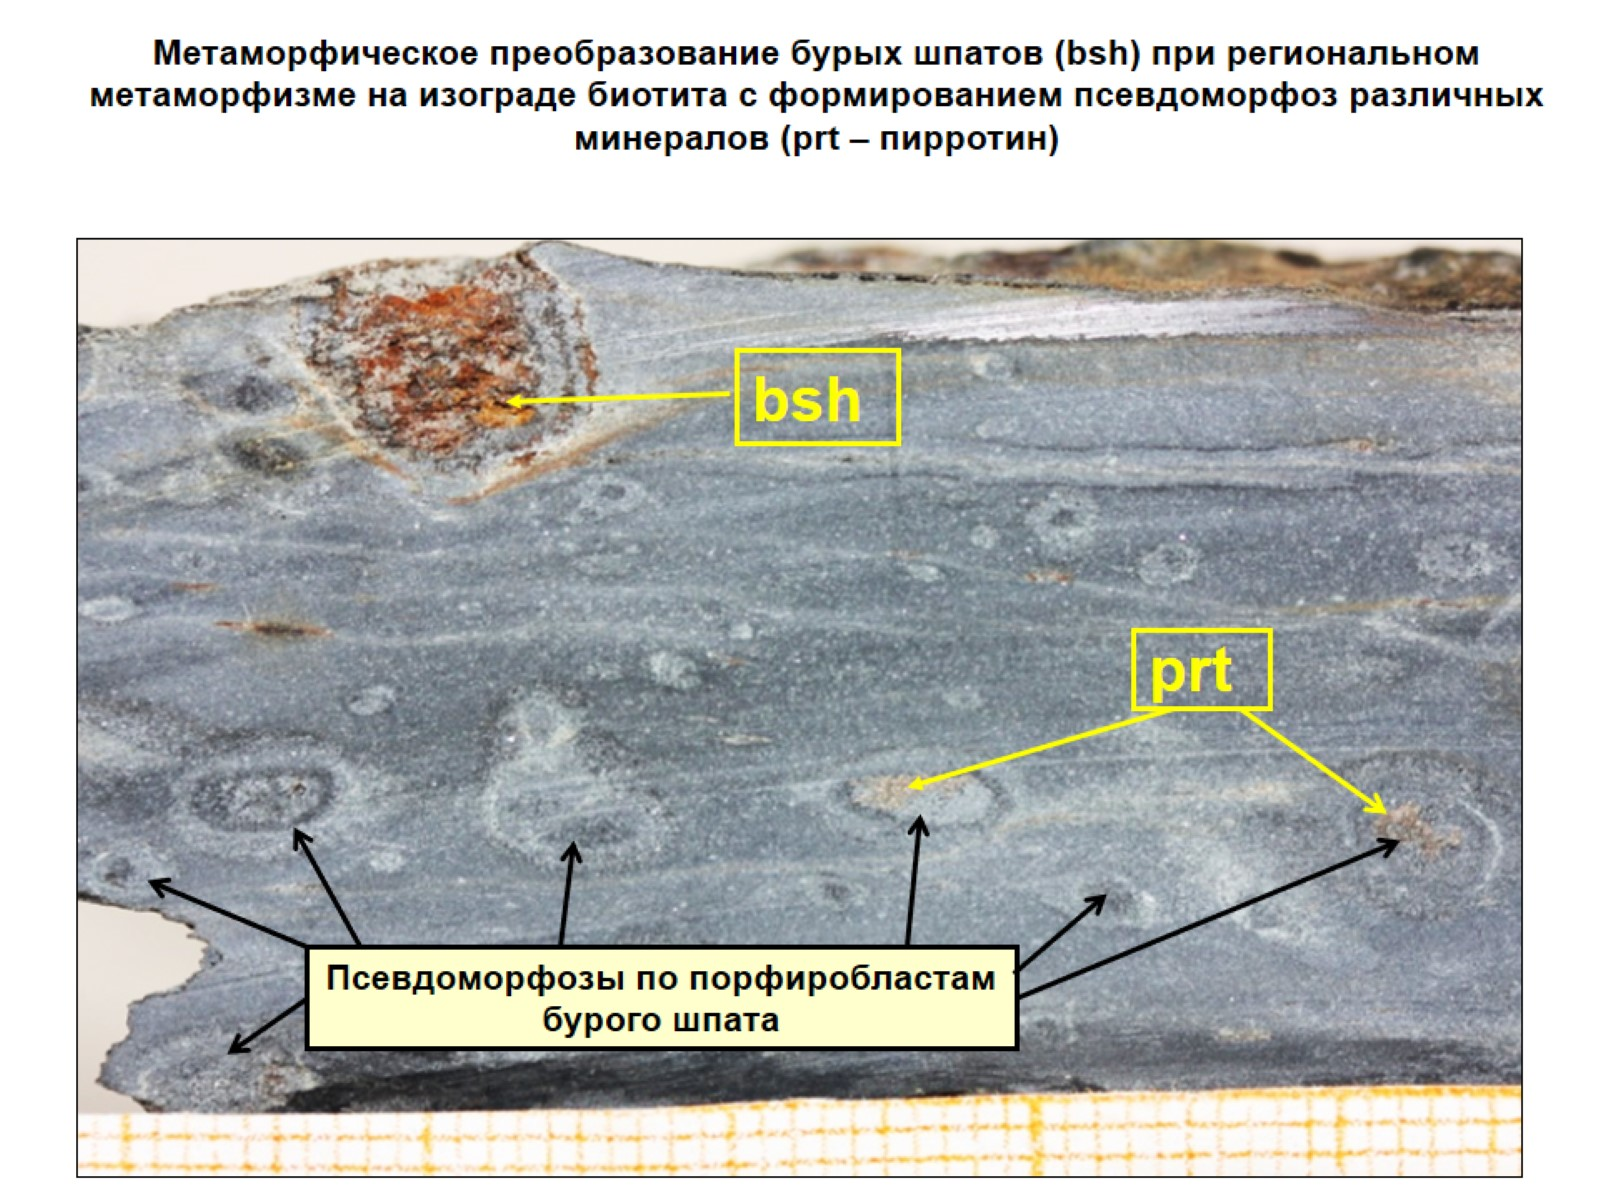 Метаморфическое преобразование бурых шпатов (bsh) при региональном
метаморфизме на изограде биотита с формированием псевдоморфоз различных
минералов (prt – пирротин)
bsh
prt
Псевдоморфозы по порфиробластам
бурого шпата